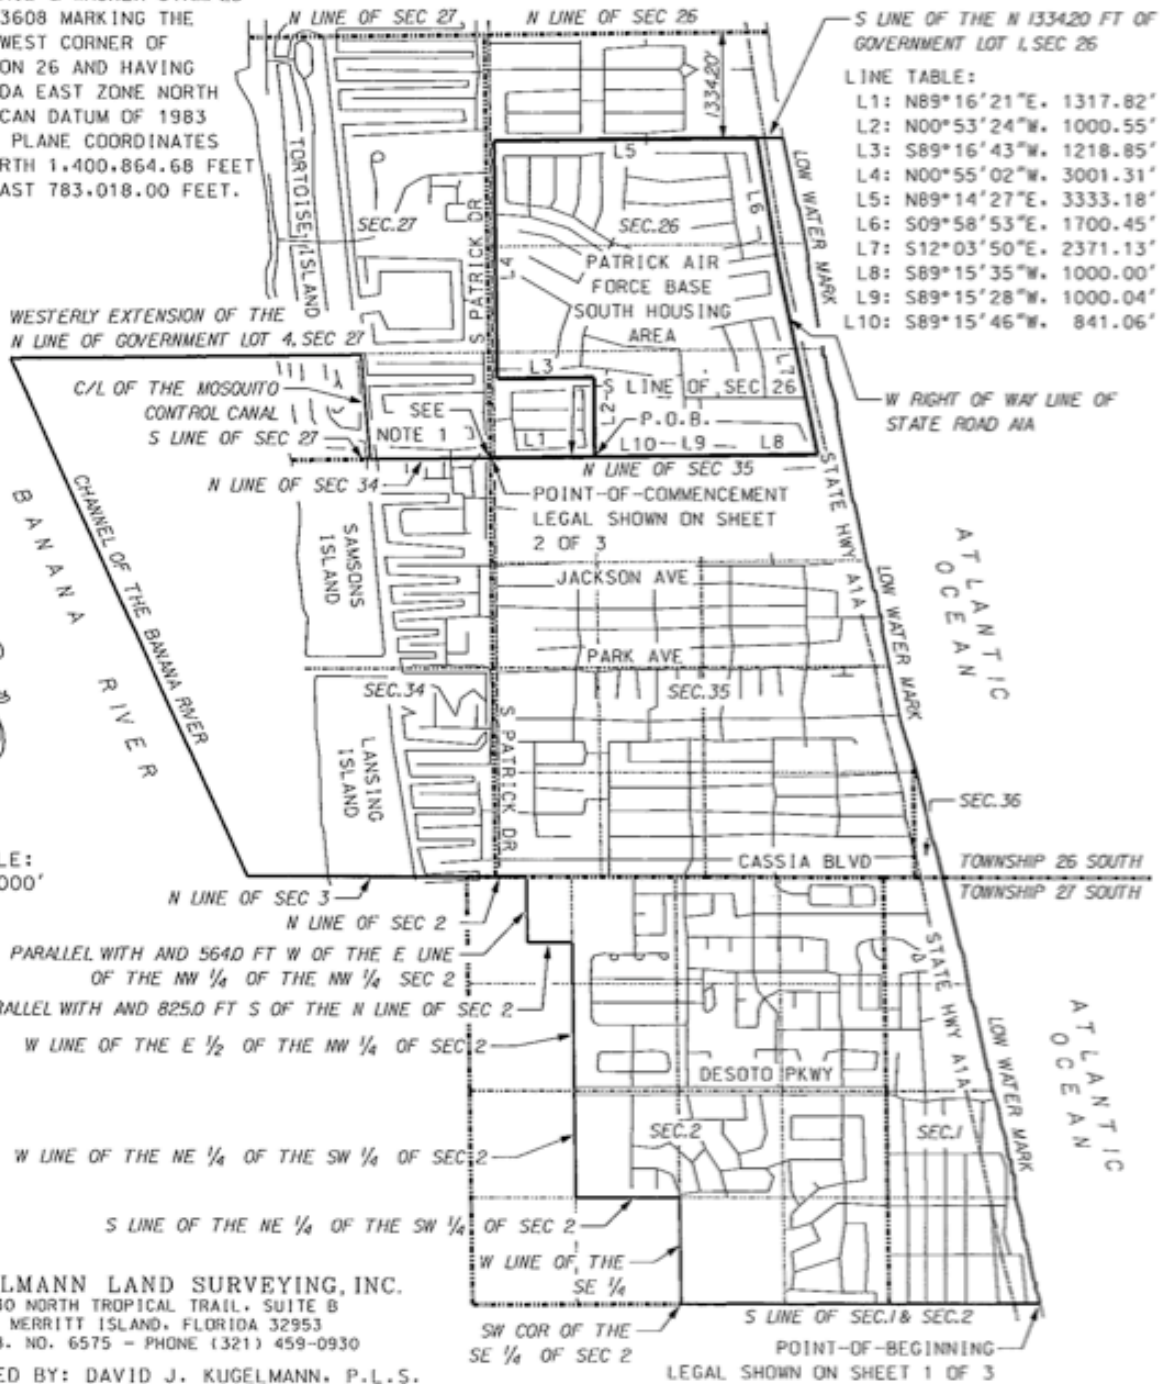 3608 MARKING THE
WEST CORNER OF
ON 26 AND HAVING
DA EAST ZONE NORTH
CAN DATUM OF 1983
PLANE COORDINATES
RTH 1,400,864.68 FEET
AST 783,018.00 FEET.
N LINE OF SEC 27
N LINE OF SEC 26
S LINE OF THE N 1334.20 FT OF
GOVERNMENT LOT 1, SEC 26
1334.20'
LINE TABLE:
L1: N89°16'21"E. 1317.82'
L2: N00°53'24"W. 1000.55'
L3: S89°16'43"W. 1218.85'
L4: N00°55'02"W. 3001.31'
L5: N89°14'27"E. 3333.18'
L6: S09°58'53"E. 1700.45'
L7: S12°03'50"E. 2371.13'
L8: S89°15'35"W. 1000.00'
L9: S89°15'28"W. 1000.04'
L10: S89°15'46"W. 841.06'
TORTOISE ISLAND
SEC.27
S PATRICK DR
L5
L6
LOW WATER MARK
SEC.26
L4
PATRICK AIR
FORCE BASE
SOUTH HOUSING
AREA
L7
WESTERLY EXTENSION OF THE
N LINE OF GOVERNMENT LOT 4, SEC 27
C/L OF THE MOSQUITO
CONTROL CANAL
S LINE OF SEC 27
L3
S LINE OF SEC 26
SEE
NOTE 1
L2
P.O.B.
L1
L10 L9 L8
W RIGHT OF WAY LINE OF
STATE ROAD A1A
N LINE OF SEC 34
N LINE OF SEC 35
POINT-OF-COMMENCEMENT
LEGAL SHOWN ON SHEET
2 OF 3
BANANA RIVER
CHANNEL OF THE BANANA RIVER
SAMSONS
ISLAND
STATE HWY A1A
LOW WATER MARK
ATLANTIC
OCEAN
JACKSON AVE
PARK AVE
SEC.34
SEC.35
S PATRICK DR
LANSING
ISLAND
SEC.36
LE:
000'
CASSIA BLVD
TOWNSHIP 26 SOUTH
TOWNSHIP 27 SOUTH
N LINE OF SEC 3
N LINE OF SEC 2
PARALLEL WITH AND 564.0 FT W OF THE E LINE
OF THE NW ¼ OF THE NW ¼ SEC 2
RALLEL WITH AND 825.0 FT S OF THE N LINE OF SEC 2
W LINE OF THE E ½ OF THE NW ¼ OF SEC 2
STATE HWY A1A
LOW WATER MARK
ATLANTIC
OCEAN
DESOTO PKWY
SEC.2
SEC.1
W LINE OF THE NE ¼ OF THE SW ¼ OF SEC 2
S LINE OF THE NE ¼ OF THE SW ¼ OF SEC 2
W LINE OF THE
SE ¼
LMANN LAND SURVEYING, INC.
NORTH TROPICAL TRAIL, SUITE B
MERRITT ISLAND, FLORIDA 32953
. NO. 6575 - PHONE (321) 459-0930
SW COR OF THE
SE ¼ OF SEC 2
S LINE OF SEC.1 & SEC.2
POINT-OF-BEGINNING
LEGAL SHOWN ON SHEET 1 OF 3
ED BY: DAVID J. KUGELMANN, P.L.S.